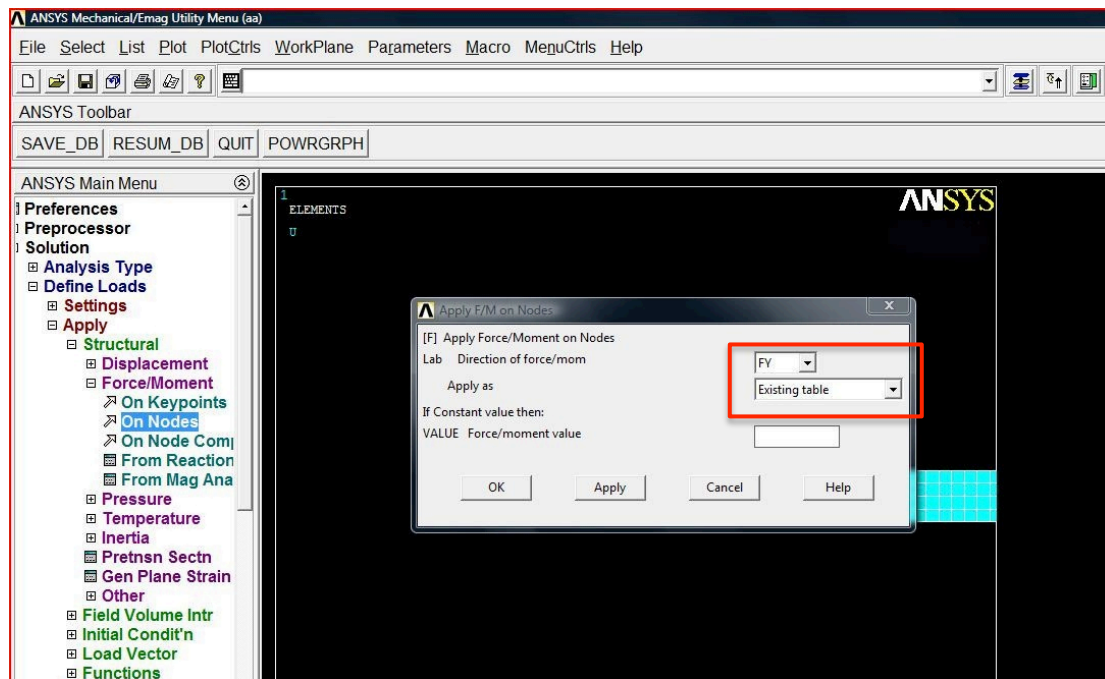 ANSYS Mechanical/Emag Utility Menu (aa)
File Select List Plot PlotCtrls WorkPlane Parameters Macro MenuCtrls Help
ANSYS Toolbar
SAVE_DB RESUM_DB QUIT POWRGRPH
ANSYS Main Menu
Preferences
Preprocessor
Solution
Analysis Type
Define Loads
Settings
Apply
Structural
Displacement
Force/Moment
On Keypoints
On Nodes
On Node Comp
From Reaction
From Mag Ana
Pressure
Temperature
Inertia
Pretnsn Sectn
Gen Plane Strain
Other
Field Volume Intr
Initial Condit'n
Load Vector
Functions
1
ELEMENTS
U
ANSYS
Apply F/M on Nodes
[F] Apply Force/Moment on Nodes
Lab Direction of force/mom FY
Apply as Existing table
If Constant value then:
VALUE Force/moment value
OK Apply Cancel Help